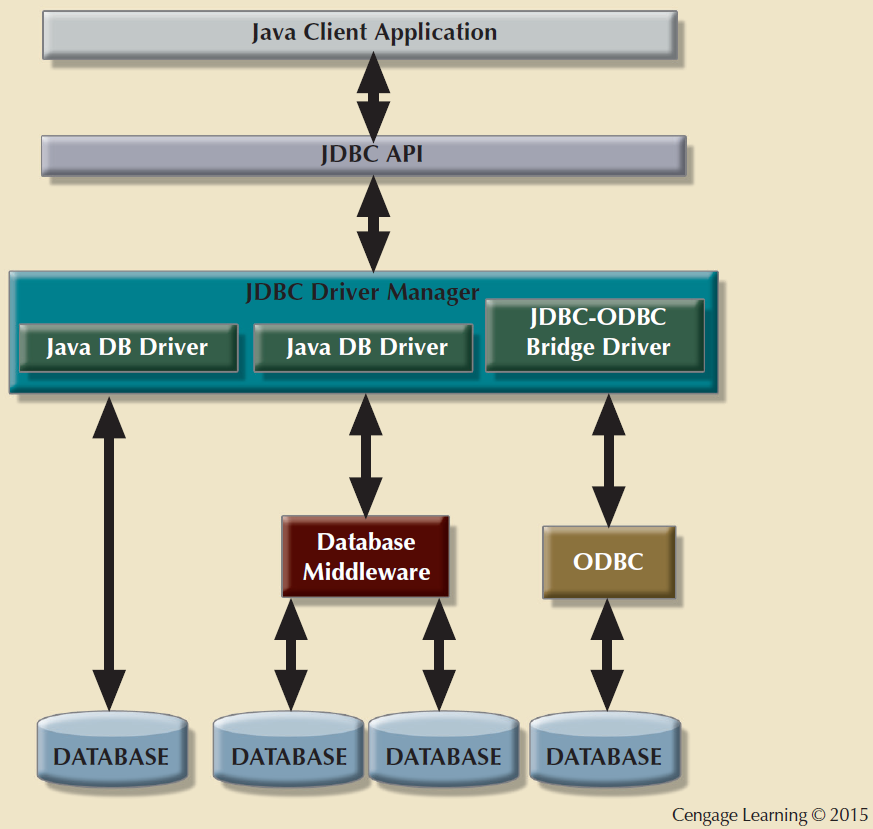 Java Client Application
JDBC API
JDBC Driver Manager
Java DB Driver
Java DB Driver
JDBC-ODBC
Bridge Driver
Database
Middleware
ODBC
DATABASE
DATABASE
DATABASE
DATABASE
Cengage Learning © 2015